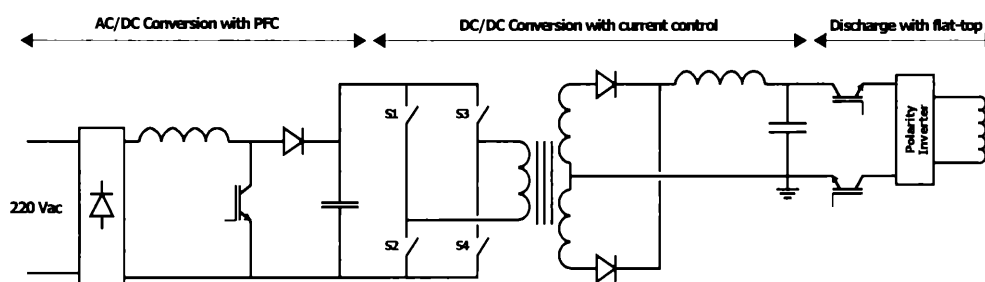 AC/DC Conversion with PFC
DC/DC Conversion with current control
Discharge with flat-top
S1
S3
Polarity
Inverter
220 Vac
S2
S4